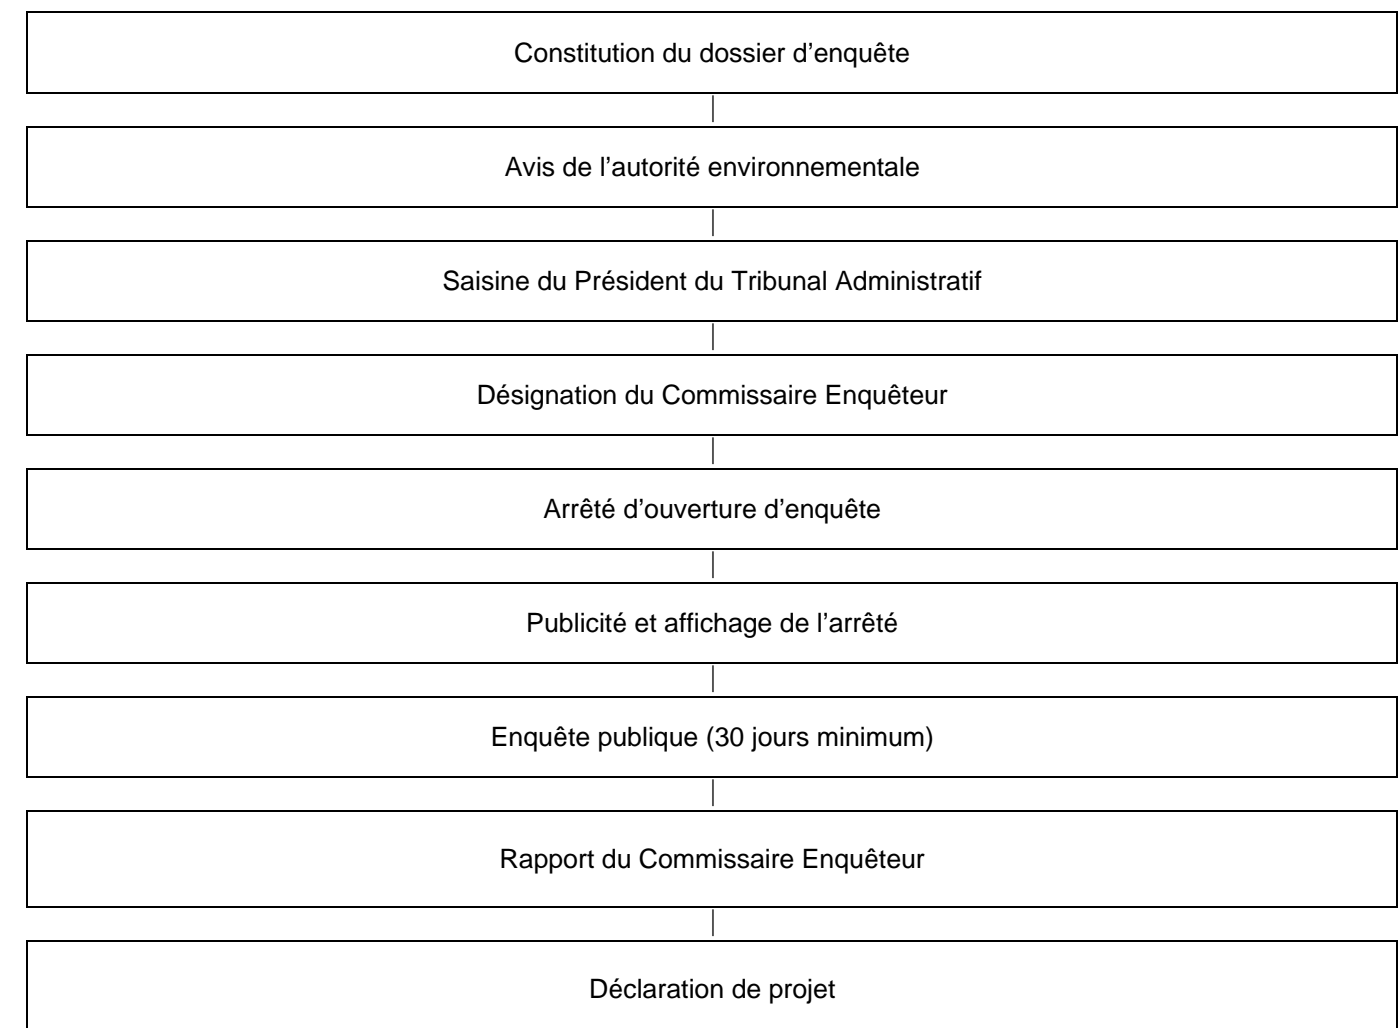 Constitution du dossier d’enquête
Avis de l’autorité environnementale
Saisine du Président du Tribunal Administratif
Désignation du Commissaire Enquêteur
Arrêté d’ouverture d’enquête
Publicité et affichage de l’arrêté
Enquête publique (30 jours minimum)
Rapport du Commissaire Enquêteur
Déclaration de projet